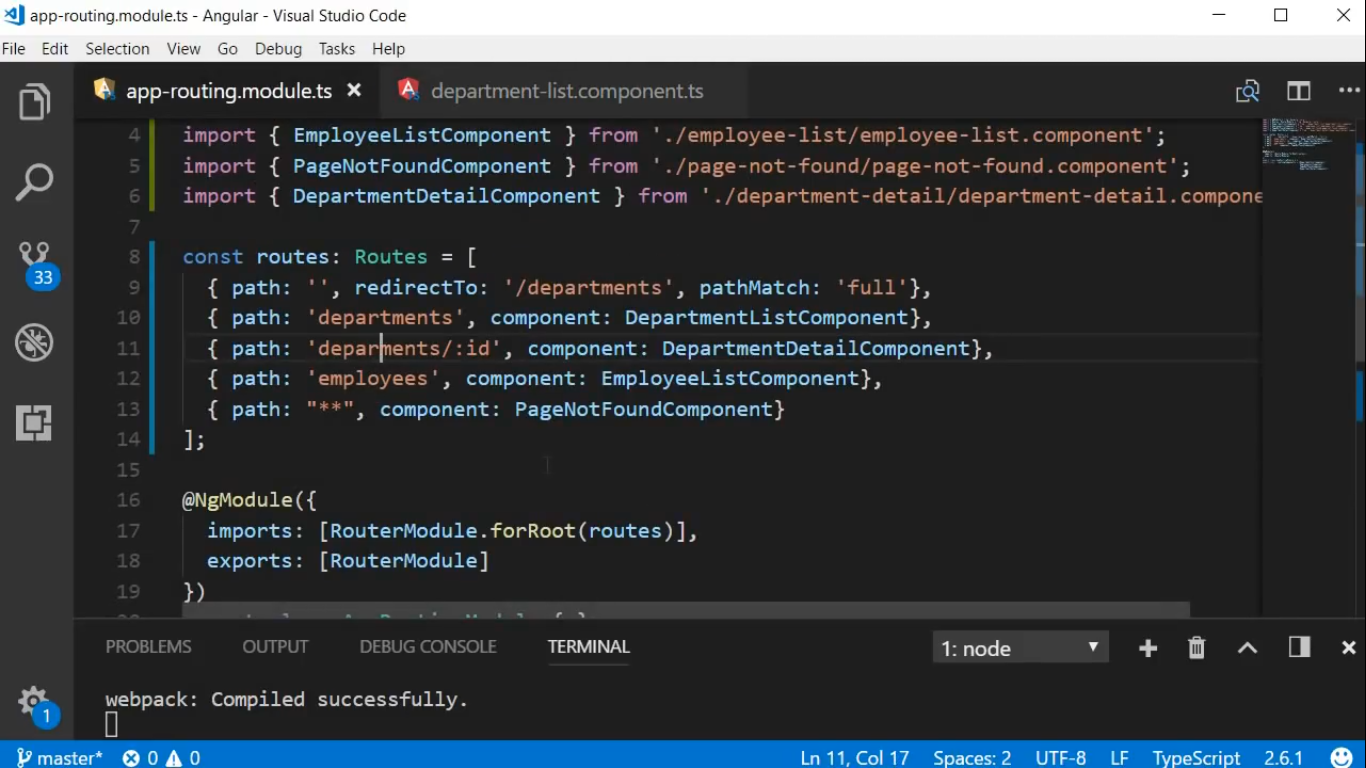 app-routing.module.ts - Angular - Visual Studio Code
File Edit Selection View Go Debug Tasks Help
app-routing.module.ts department-list.component.ts
4 import { EmployeeListComponent } from './employee-list/employee-list.component';
5 import { PageNotFoundComponent } from './page-not-found/page-not-found.component';
6 import { DepartmentDetailComponent } from './department-detail/department-detail.compone
7
8 const routes: Routes = [
9 { path: '', redirectTo: '/departments', pathMatch: 'full'},
10 { path: 'departments', component: DepartmentListComponent},
11 { path: 'deparments/:id', component: DepartmentDetailComponent},
12 { path: 'employees', component: EmployeeListComponent},
13 { path: "**", component: PageNotFoundComponent}
14 ];
15
16 @NgModule({
17 imports: [RouterModule.forRoot(routes)],
18 exports: [RouterModule]
19 })
33
1
PROBLEMS OUTPUT DEBUG CONSOLE TERMINAL 1: node
webpack: Compiled successfully.
master* 0 0 Ln 11, Col 17 Spaces: 2 UTF-8 LF TypeScript 2.6.1